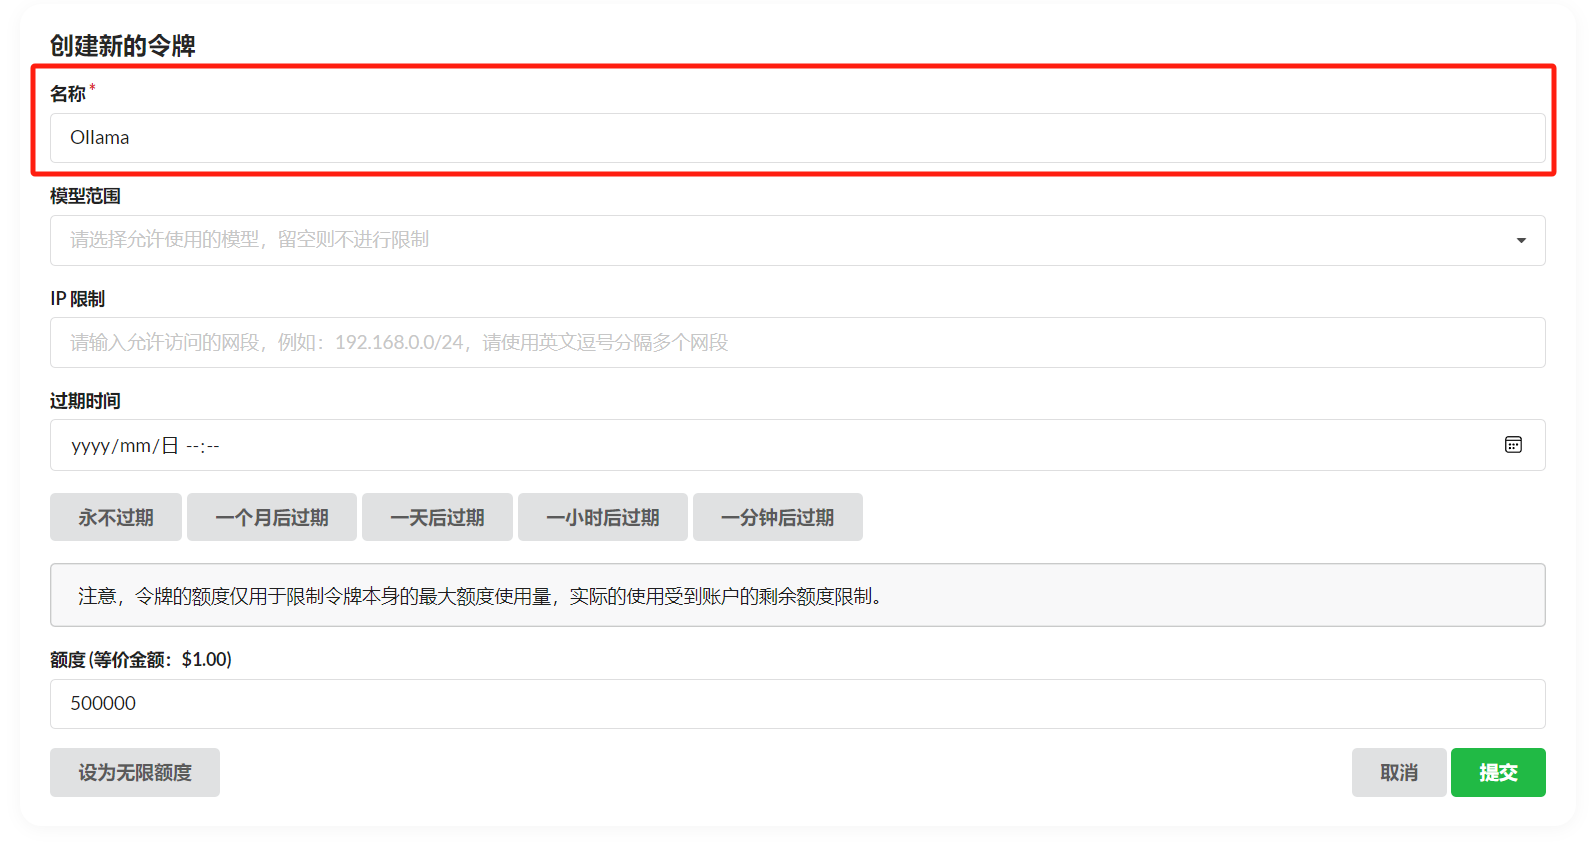 创建新的令牌
名称*
Ollama
模型范围
请选择允许使用的模型，留空则不进行限制
IP 限制
请输入允许访问的网段，例如：192.168.0.0/24，请使用英文逗号分隔多个网段
过期时间
yyyy/mm/日 --:--
永不过期 一个月后过期 一天后过期 一小时后过期 一分钟后过期
注意，令牌的额度仅用于限制令牌本身的最大额度使用量，实际的使用受到账户的剩余额度限制。
额度 (等价金额：$1.00)
500000
设为无限额度 取消 提交